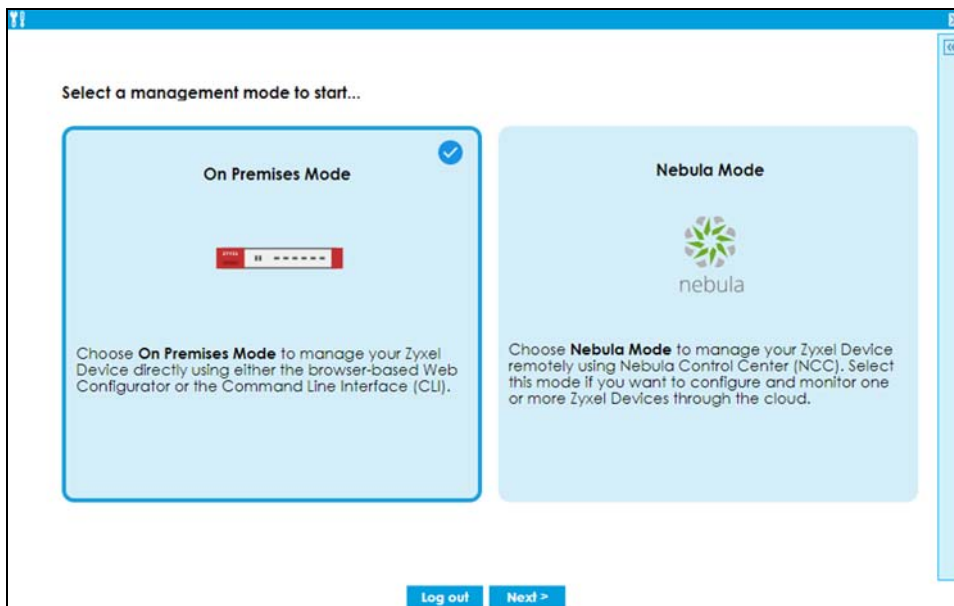 Select a management mode to start...
On Premises Mode
ZYXEL
Choose On Premises Mode to manage your Zyxel
Device directly using either the browser-based Web
Configurator or the Command Line Interface (CLI).
Nebula Mode
nebula
Choose Nebula Mode to manage your Zyxel Device
remotely using Nebula Control Center (NCC). Select
this mode if you want to configure and monitor one
or more Zyxel Devices through the cloud.
Log out
Next >